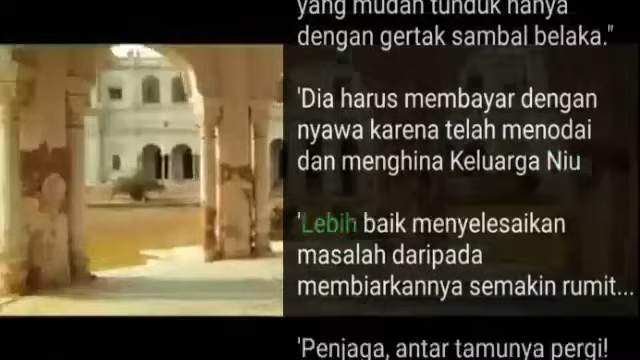 yang mudah tunduk hanya
dengan gertak sambal belaka."
'Dia harus membayar dengan
nyawa karena telah menodai
dan menghina Keluarga Niu
'Lebih baik menyelesaikan
masalah daripada
membiarkannya semakin rumit...
'Penjaga, antar tamunya pergi!